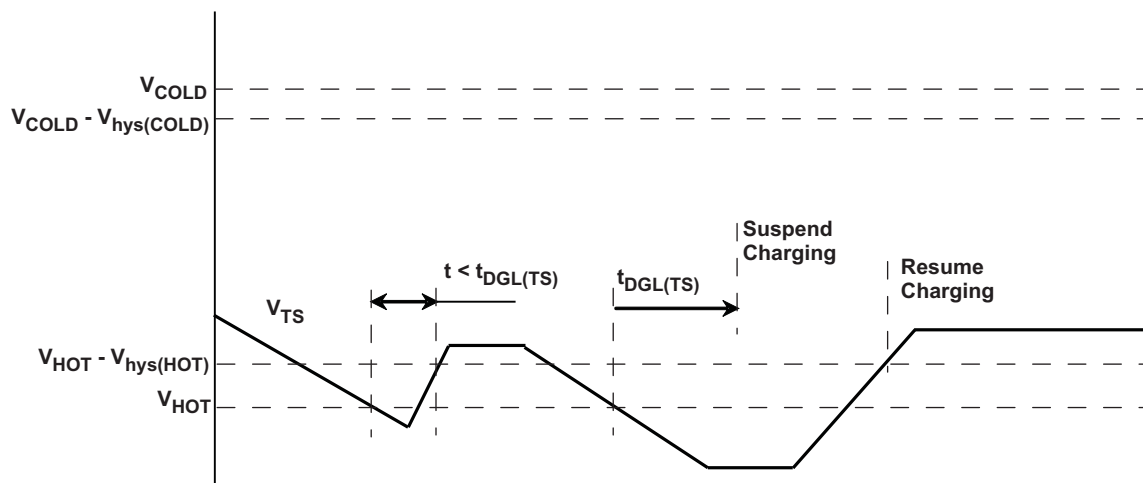 V_COLD
V_COLD - V_hys(COLD)
Suspend
Charging
t < t_DGL(TS)
t_DGL(TS)
Resume
Charging
V_TS
V_HOT - V_hys(HOT)
V_HOT